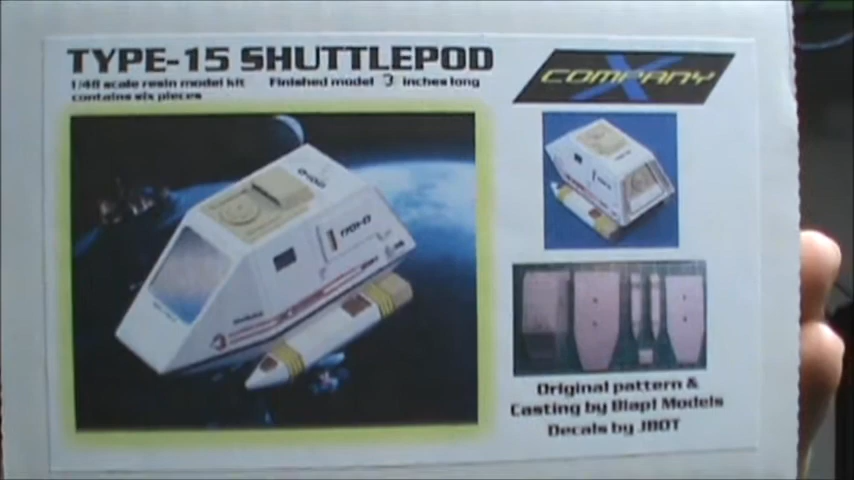 TYPE-15 SHUTTLEPOD
1/48 scale resin model kit Finished model 3 inches long
contains six pieces
COMPANY X
1701-D
Original pattern &
Casting by Blap! Models
Decals by JBOT